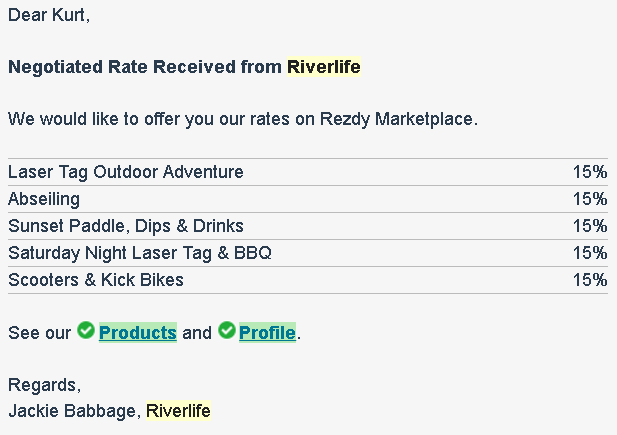 Dear Kurt,
Negotiated Rate Received from Riverlife
We would like to offer you our rates on Rezdy Marketplace.
Laser Tag Outdoor Adventure 15%
Abseiling 15%
Sunset Paddle, Dips & Drinks 15%
Saturday Night Laser Tag & BBQ 15%
Scooters & Kick Bikes 15%
See our Products and Profile.
Regards,
Jackie Babbage, Riverlife